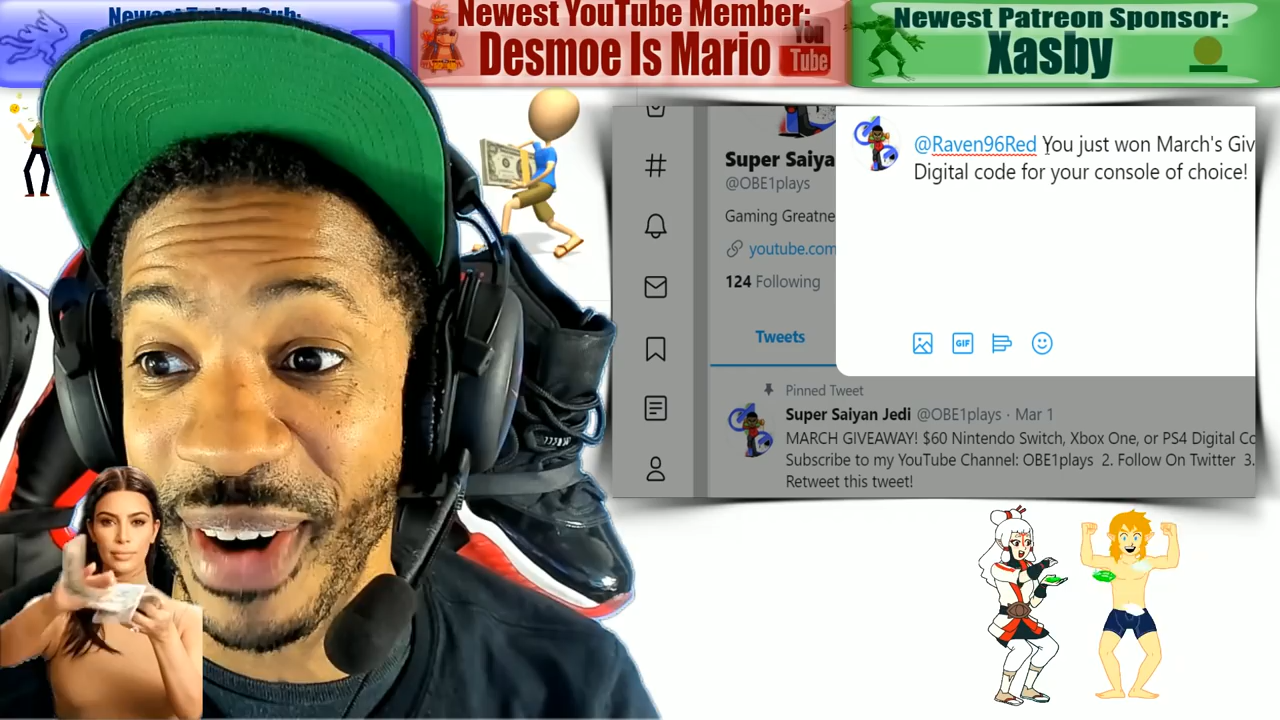 Newest Twitch Sub:
Newest YouTube Member:
Desmoe Is Mario
You
Tube
Newest Patreon Sponsor:
Xasby
Super Saiya
@OBE1plays
Gaming Greatne
youtube.com
124 Following
Tweets
@Raven96Red You just won March's Giv
Digital code for your console of choice!
GIF
Pinned Tweet
Super Saiyan Jedi @OBE1plays · Mar 1
MARCH GIVEAWAY! $60 Nintendo Switch, Xbox One, or PS4 Digital Co
Subscribe to my YouTube Channel: OBE1plays 2. Follow On Twitter 3.
Retweet this tweet!